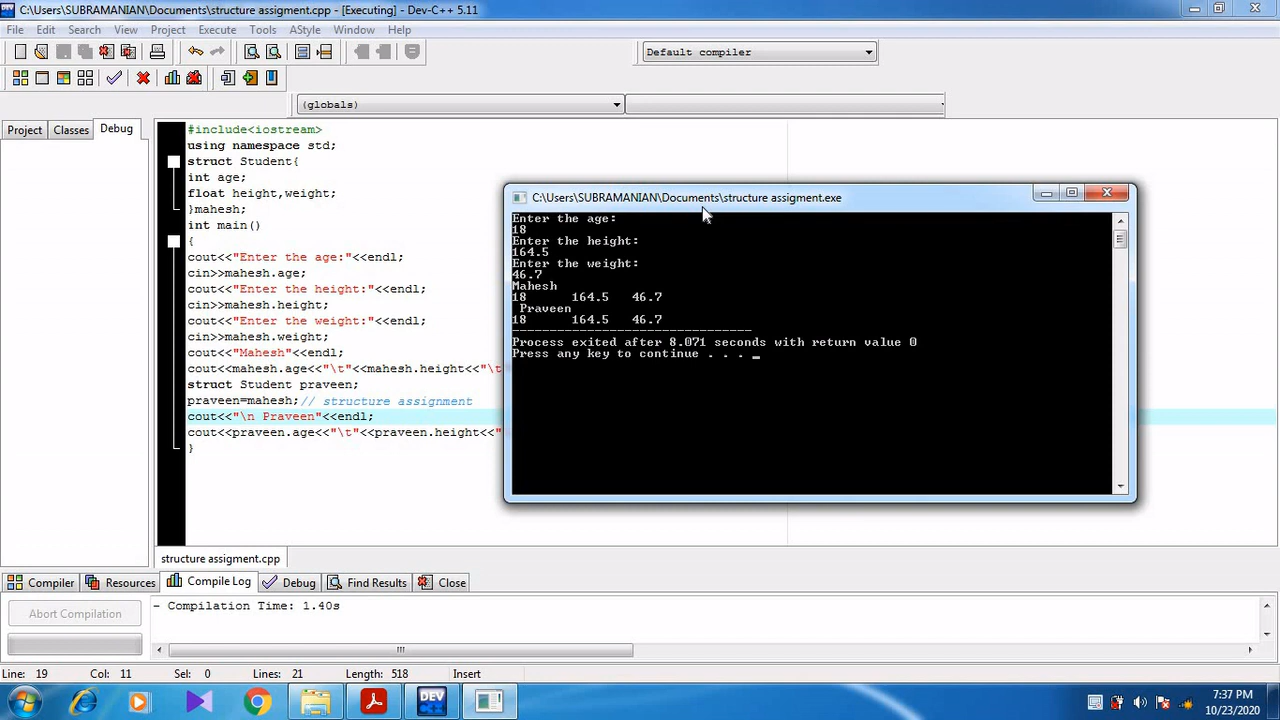 C:\Users\SUBRAMANIAN\Documents\structure assigment.cpp - [Executing] - Dev-C++ 5.11
File Edit Search View Project Execute Tools AStyle Window Help
Default compiler
(globals)
Project Classes Debug
#include<iostream>
using namespace std;
struct Student{
int age;
float height,weight;
}mahesh;
int main()
{
cout<<"Enter the age:"<<endl;
cin>>mahesh.age;
cout<<"Enter the height:"<<endl;
cin>>mahesh.height;
cout<<"Enter the weight:"<<endl;
cin>>mahesh.weight;
cout<<"Mahesh"<<endl;
cout<<mahesh.age<<"\t"<<mahesh.height<<"\t
struct Student praveen;
praveen=mahesh;// structure assignment
cout<<"\n Praveen"<<endl;
cout<<praveen.age<<"\t"<<praveen.height<<"
}
C:\Users\SUBRAMANIAN\Documents\structure assigment.exe
Enter the age:
18
Enter the height:
164.5
Enter the weight:
46.7
Mahesh
18 164.5 46.7
Praveen
18 164.5 46.7
--------------------------------
Process exited after 8.071 seconds with return value 0
Press any key to continue . . . _
structure assigment.cpp
Compiler Resources Compile Log Debug Find Results Close
Abort Compilation
- Compilation Time: 1.40s
Line: 19 Col: 11 Sel: 0 Lines: 21 Length: 518 Insert
DEV
7:37 PM
10/23/2020